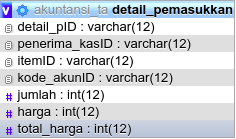 v akuntansi_ta detail_pemasukkan
detail_pID : varchar(12)
penerima_kasID : varchar(12)
itemID : varchar(12)
kode_akunID : varchar(12)
# jumlah : int(12)
# harga : int(12)
# total_harga : int(12)